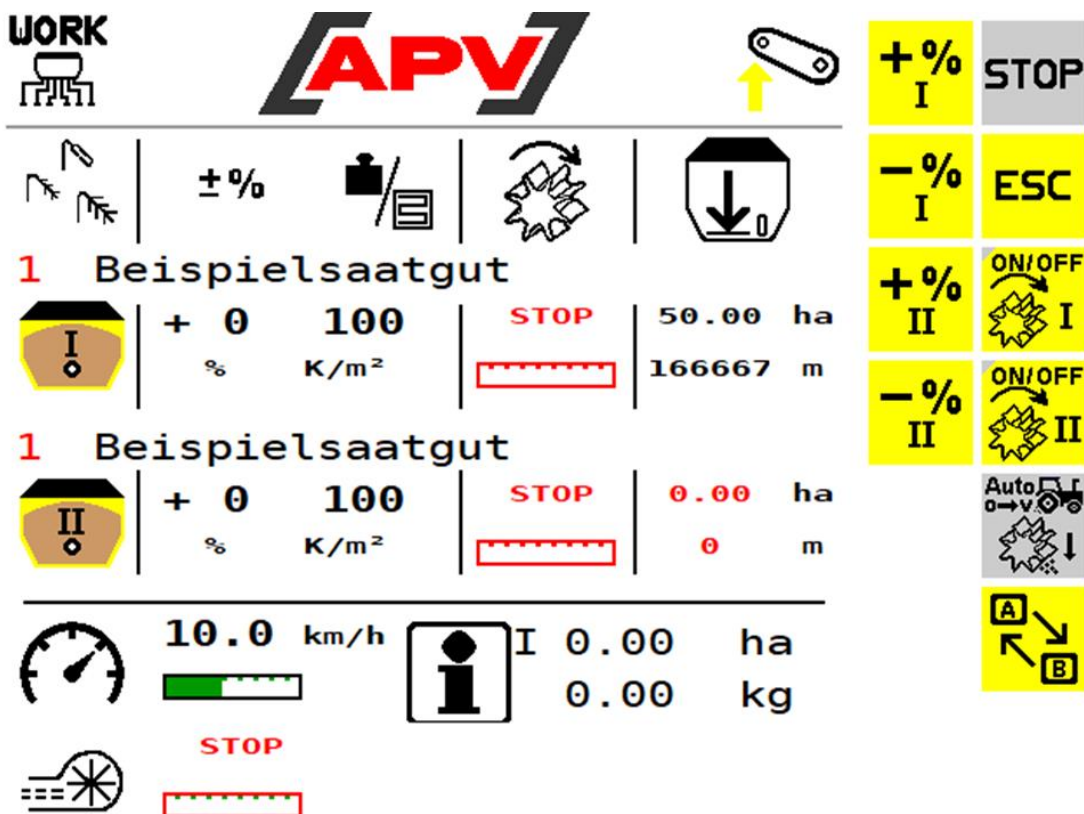 WORK
APV
±%
1 Beispielsaatgut
I
+ 0 100 STOP 50.00 ha
% K/m² 166667 m
1 Beispielsaatgut
II
+ 0 100 STOP 0.00 ha
% K/m² 0 m
10.0 km/h
i I 0.00 ha
0.00 kg
STOP
+% I
STOP
-% I
ESC
+% II
ON/OFF
I
-% II
ON/OFF
II
Auto
0→V
A
B